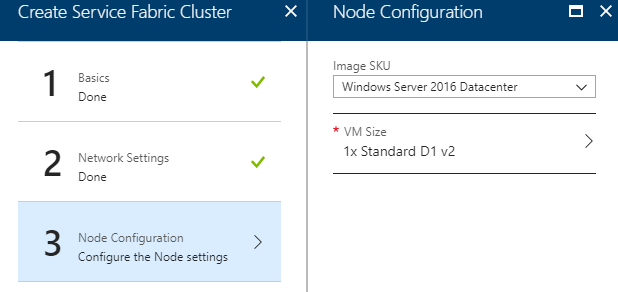 Create Service Fabric Cluster
1
Basics
Done
2
Network Settings
Done
3
Node Configuration
Configure the Node settings
Node Configuration
Image SKU
Windows Server 2016 Datacenter
* VM Size
1x Standard D1 v2